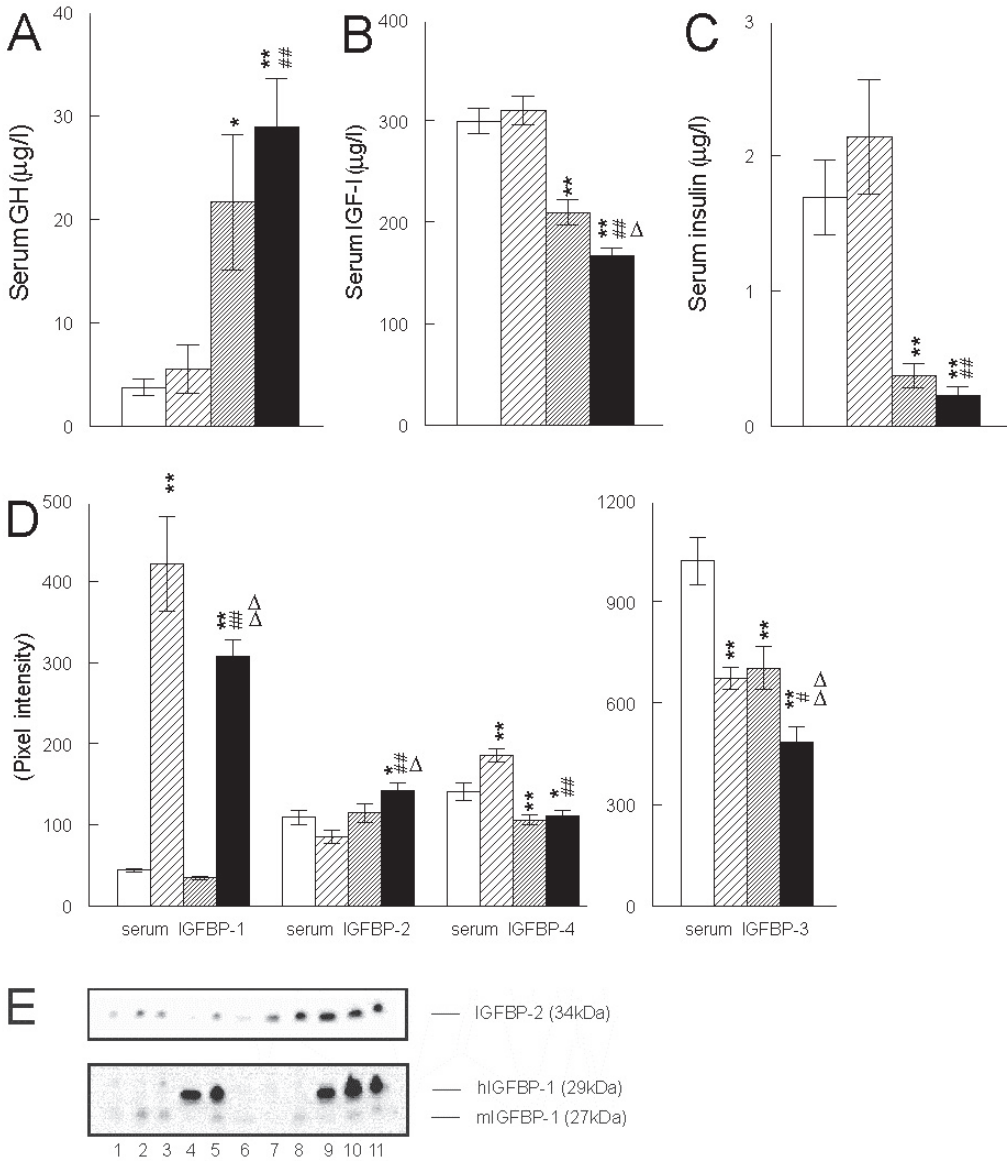 A
B
C
40
30
20
10
0
Serum GH (µg/l)
*
**
##
400
300
200
100
0
Serum IGF-I (µg/l)
**
** ## Δ
3
2
1
0
Serum insulin (µg/l)
**
**
##
D
500
400
300
200
100
0
(Pixel intensity)
**
** ## Δ Δ
* ## Δ
**
**
* ##
serum IGFBP-1
serum IGFBP-2
serum IGFBP-4
1200
900
600
300
0
**
**
** # Δ Δ
serum IGFBP-3
E
IGFBP-2 (34kDa)
hIGFBP-1 (29kDa)
mIGFBP-1 (27kDa)
1 2 3 4 5 6 7 8 9 10 11